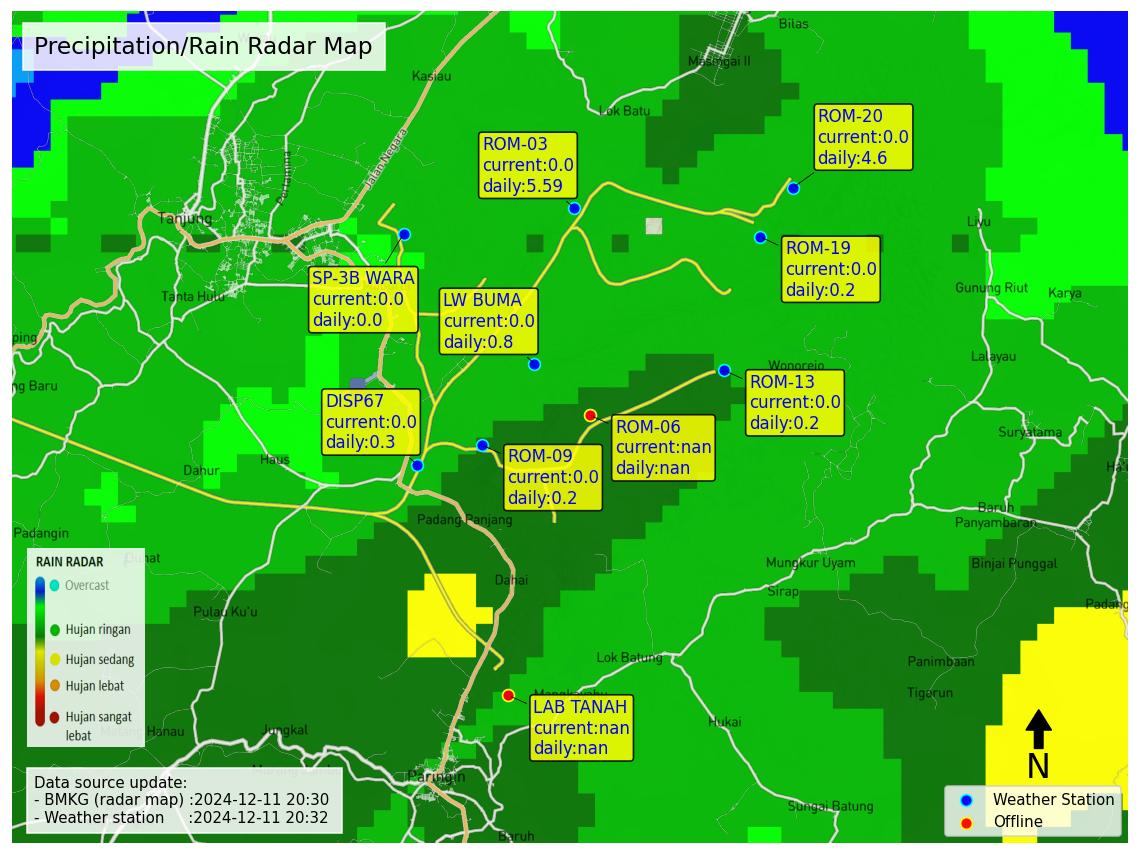 Precipitation/Rain Radar Map
Bilas
Masingai II
Kasiau
Lok Batu
Jalan Negara
Pertamina
Tanjung
Tanta Hulu
ROM-03
current:0.0
daily:5.59
ROM-20
current:0.0
daily:4.6
ROM-19
current:0.0
daily:0.2
SP-3B WARA
current:0.0
daily:0.0
LW BUMA
current:0.0
daily:0.8
Liyu
Gunung Riut
Karya
Lalayau
ping
ng Baru
Wonorejo
ROM-13
current:0.0
daily:0.2
DISP67
current:0.0
daily:0.3
ROM-06
current:nan
daily:nan
ROM-09
current:0.0
daily:0.2
Suryatama
Ha'u
Haus
Dahur
Padang Panjang
Baruh
Panyambaran
Padangin
Mungkur Uyam
Binjai Punggal
Dahai
Sirap
Pulau Ku'u
Padang
Lok Batung
Panimbaan
Tigarun
Mangkayahu
LAB TANAH
current:nan
daily:nan
Hukai
Jungkal
Paringin
Sungai Batung
Baruh
RAIN RADAR
Overcast
Hujan ringan
Hujan sedang
Hujan lebat
Hujan sangat
lebat
Data source update:
- BMKG (radar map) :2024-12-11 20:30
- Weather station :2024-12-11 20:32
N
Weather Station
Offline